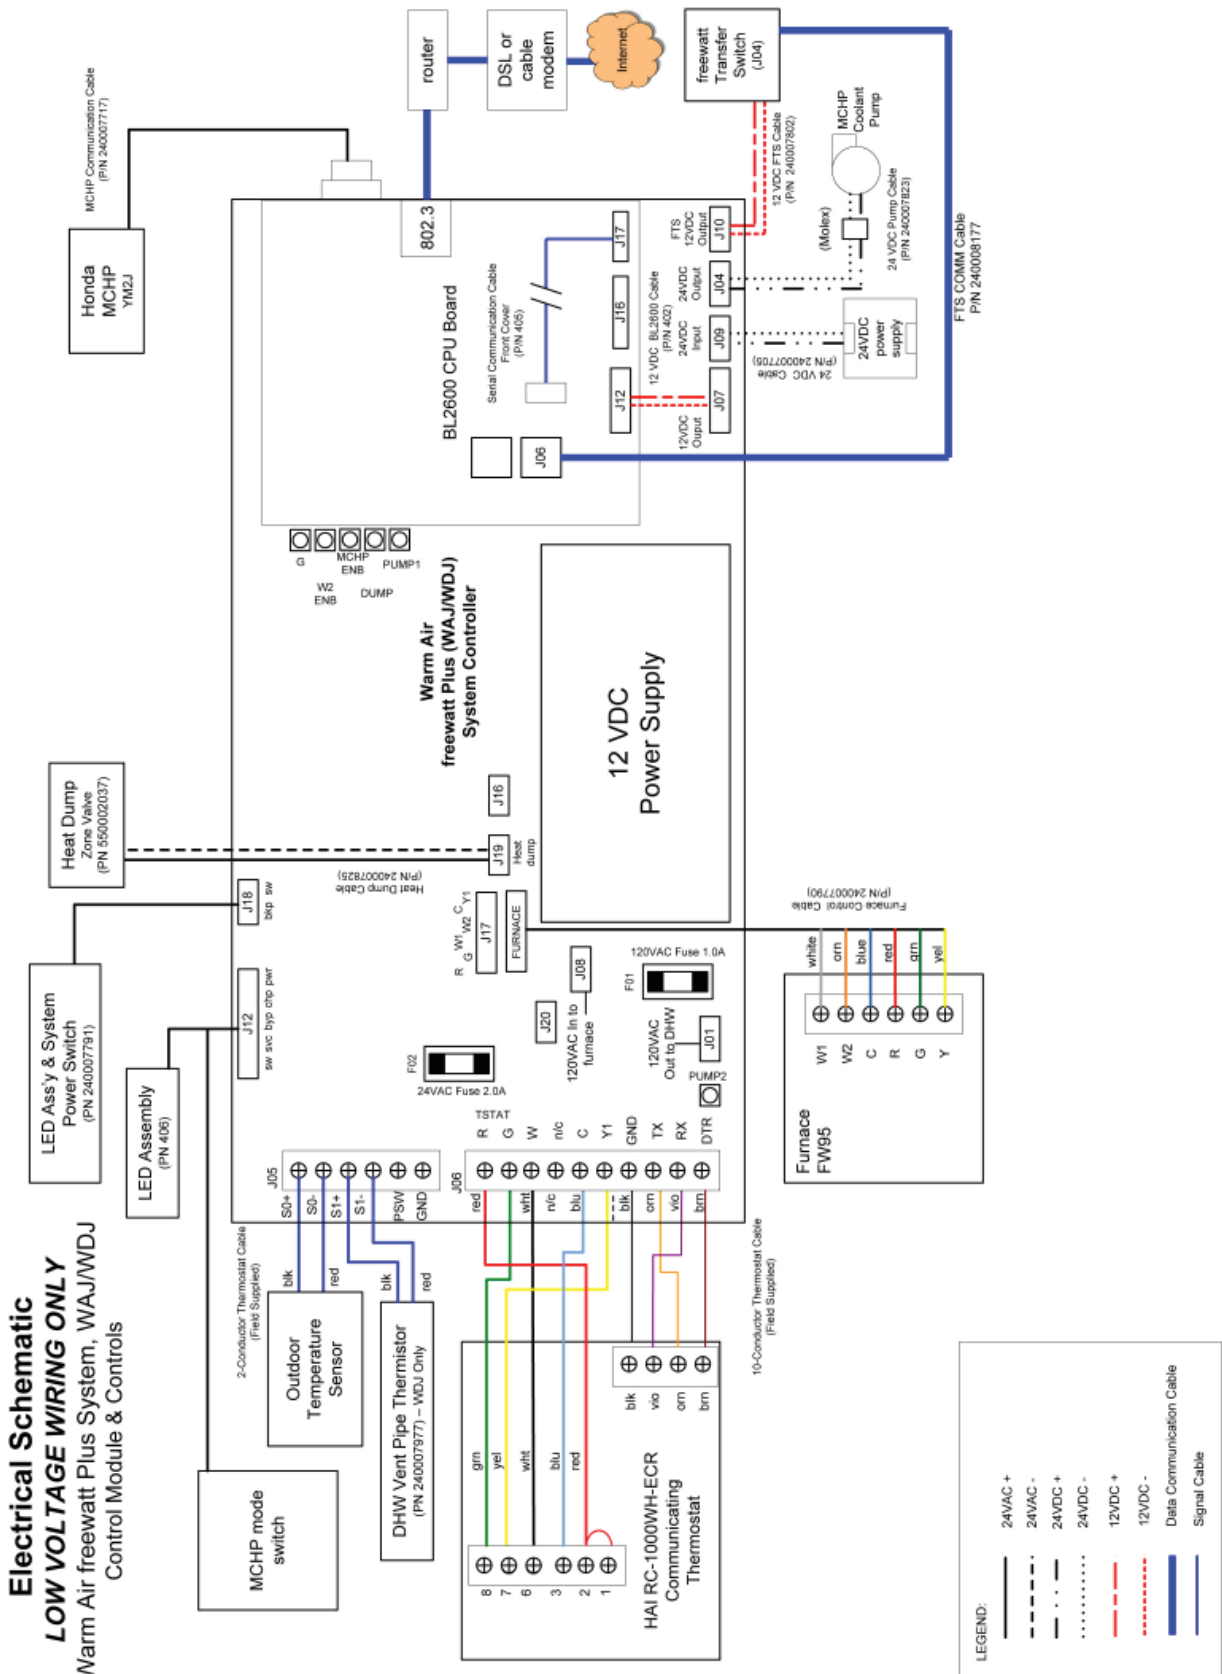 Electrical Schematic
LOW VOLTAGE WIRING ONLY
Warm Air freewatt Plus System, WAJ/WDJ
Control Module & Controls
MCHP mode
switch
LED Ass'y & System
Power Switch
(PN 240007791)
LED Assembly
(PN 406)
Heat Dump
Zone Valve
(PN 550002037)
Honda
MCHP
YM2J
MCHP Communication Cable
(P/N 240007717)
router
DSL or
cable
modem
Internet
freewatt
Transfer
Switch
(J04)
2-Conductor Thermostat Cable
(Field Supplied)
Outdoor
Temperature
Sensor
blk
red
DHW Vent Pipe Thermistor
(PN 240007977) – WDJ Only
blk
red
J05
S0+
S0-
S1+
S1-
PSW
GND
J12
sw svc byp chp pwr
J18
bkp sw
Heat Dump Cable
(P/N 240007825)
J19
Heat
dump
J16
Warm Air
freewatt Plus (WAJ/WDJ)
System Controller
G
W2
ENB
MCHP
ENB
DUMP
PUMP1
BL2600 CPU Board
802.3
Serial Communication Cable
Front Cover
(P/N 405)
J06
J12
J16
J17
12 VDC BL2600 Cable
(P/N 402)
12VDC
Ouput
J07
24VDC
Input
J09
24VDC
Output
J04
FTS
12VDC
Output
J10
12 VDC FTS Cable
(P/N 240007802)
MCHP
Coolant
Pump
(Molex)
24 VDC Pump Cable
(P/N 240007823)
24VDC
power
supply
24 VDC Cable
(P/N 240007705)
FTS COMM Cable
P/N 240008177
12 VDC
Power Supply
R W1 C
G W2 Y1
J17
FURNACE
J08
120VAC In to
furnace
J20
F02
24VAC Fuse 2.0A
120VAC Fuse 1.0A
F01
120VAC
Out to DHW
J01
PUMP2
J06
TSTAT
R
G
W
n/c
C
Y1
GND
TX
RX
DTR
red
wht
n/c
blu
blk
orn
vio
brn
10-Conductor Thermostat Cable
(Field Supplied)
grn
yel
wht
blu
red
8
7
6
3
2
1
blk
vio
orn
brn
HAI RC-1000WH-ECR
Communicating
Thermostat
Furnace
FW95
W1
W2
C
R
G
Y
white
orn
blue
red
grn
yel
Furnace Control Cable
(P/N 240007790)
LEGEND:
24VAC +
24VAC -
24VDC +
24VDC -
12VDC +
12VDC -
Data Communication Cable
Signal Cable